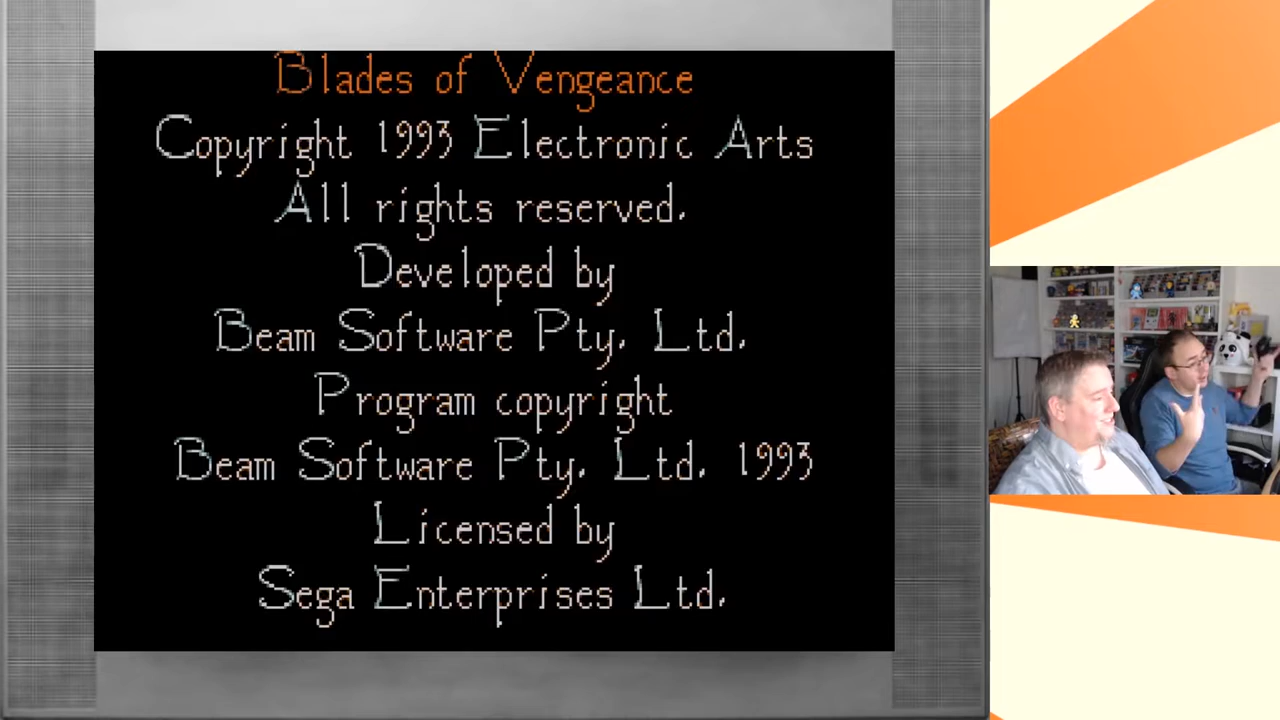 Blades of Vengeance
Copyright 1993 Electronic Arts
All rights reserved.
Developed by
Beam Software Pty. Ltd.
Program copyright
Beam Software Pty. Ltd. 1993
Licensed by
Sega Enterprises Ltd.